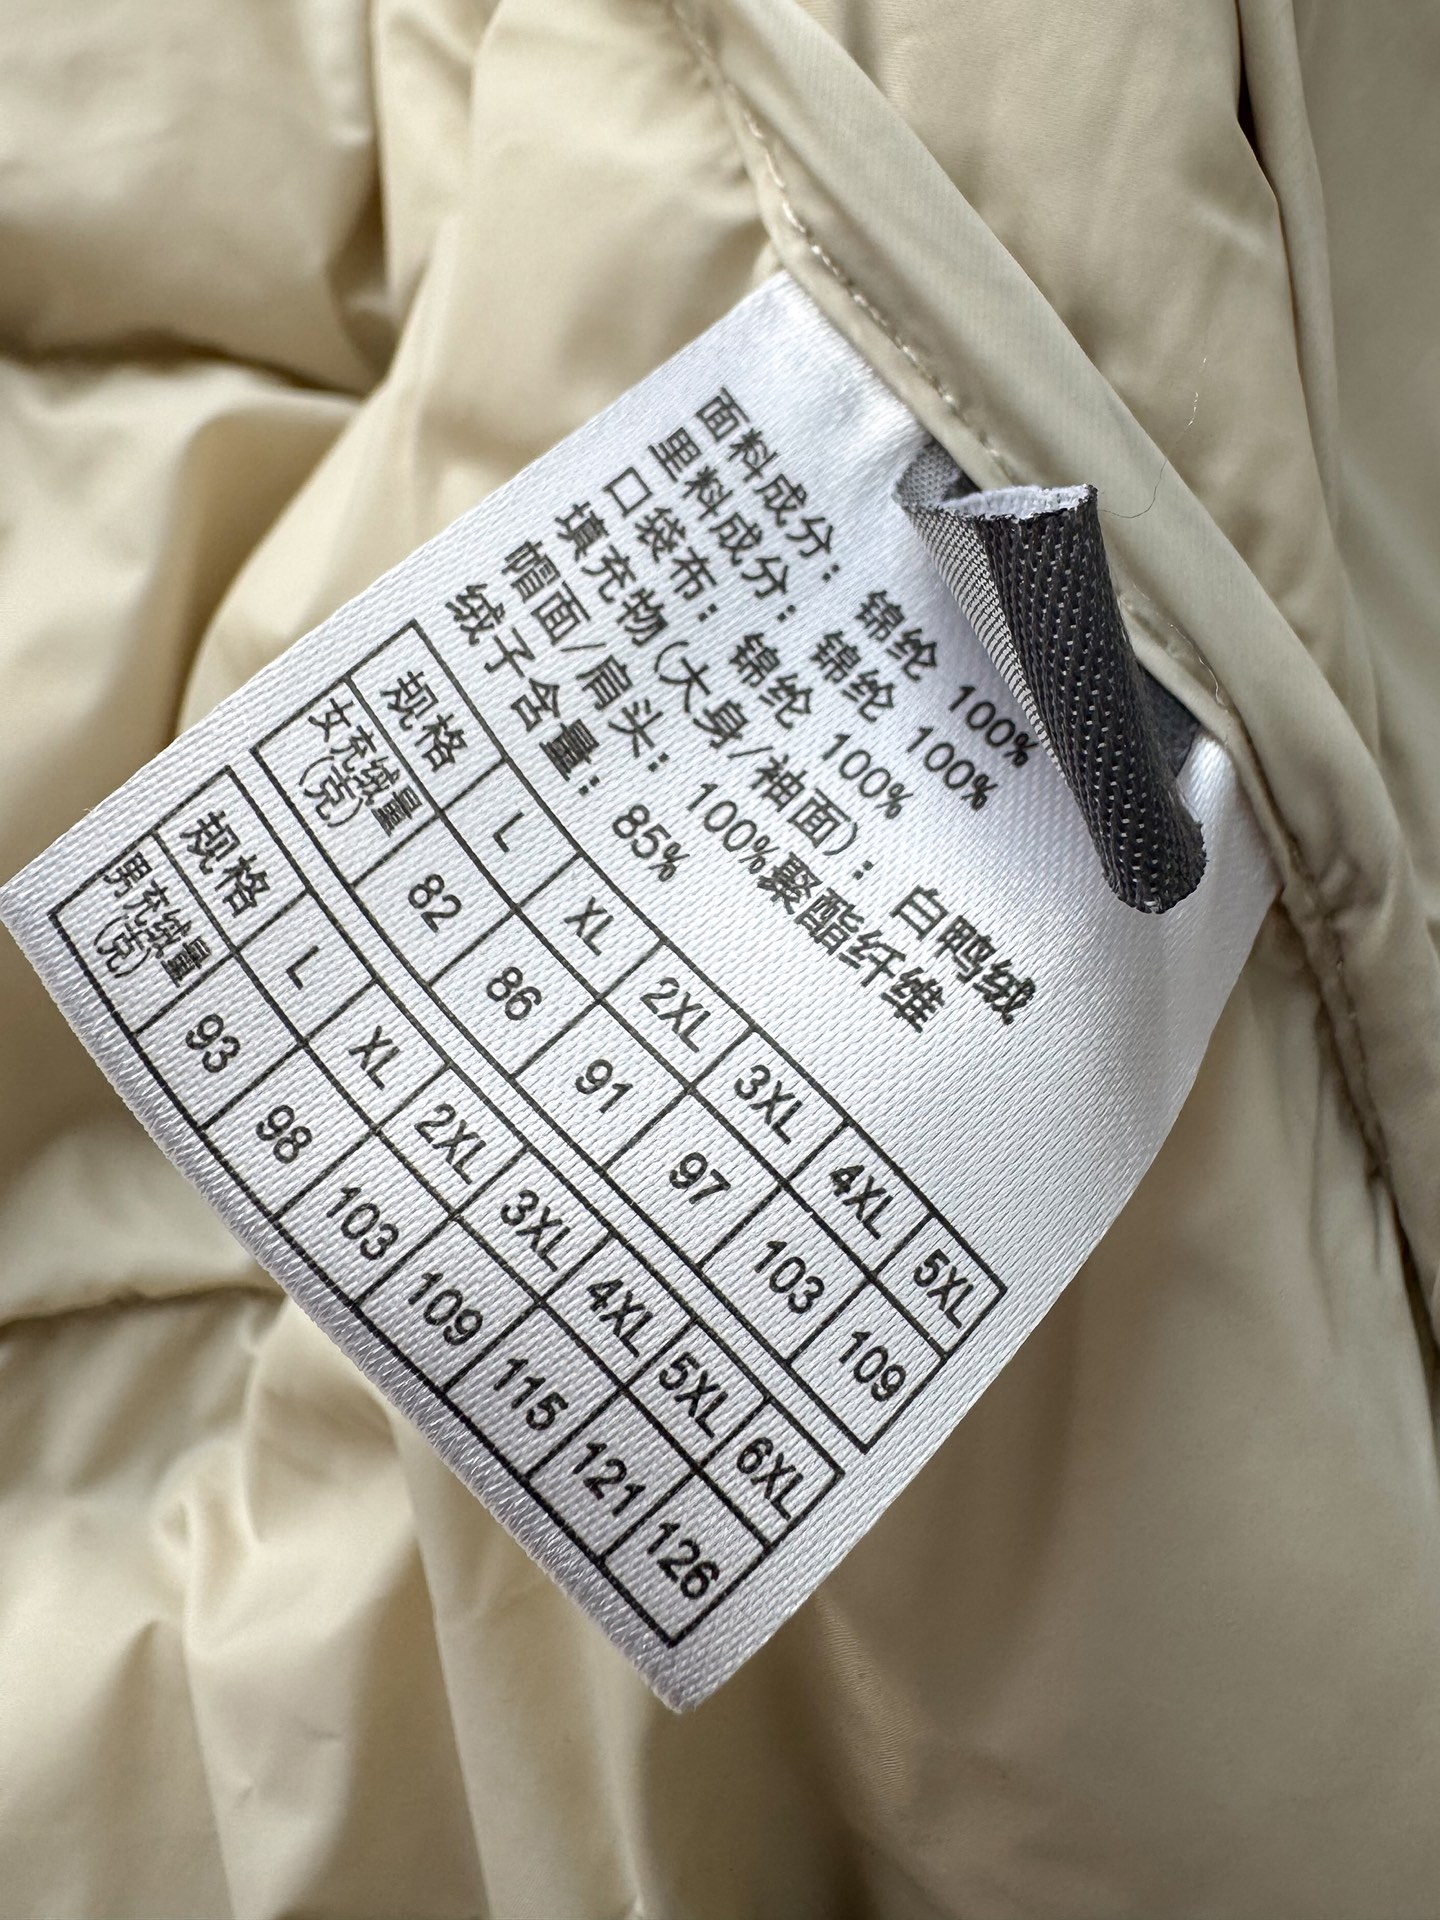 面料成分：锦纶 100%
里料成分：锦纶 100%
口袋布：锦纶 100%
填充物(大身/袖面)：白鸭绒
帽面/肩头：100%聚酯纤维
绒子含量：85%
规格 L XL 2XL 3XL 4XL 5XL
女充绒量(克) 82 86 91 97 103 109
规格 L XL 2XL 3XL 4XL 5XL 6XL
男充绒量(克) 93 98 103 109 115 121 126